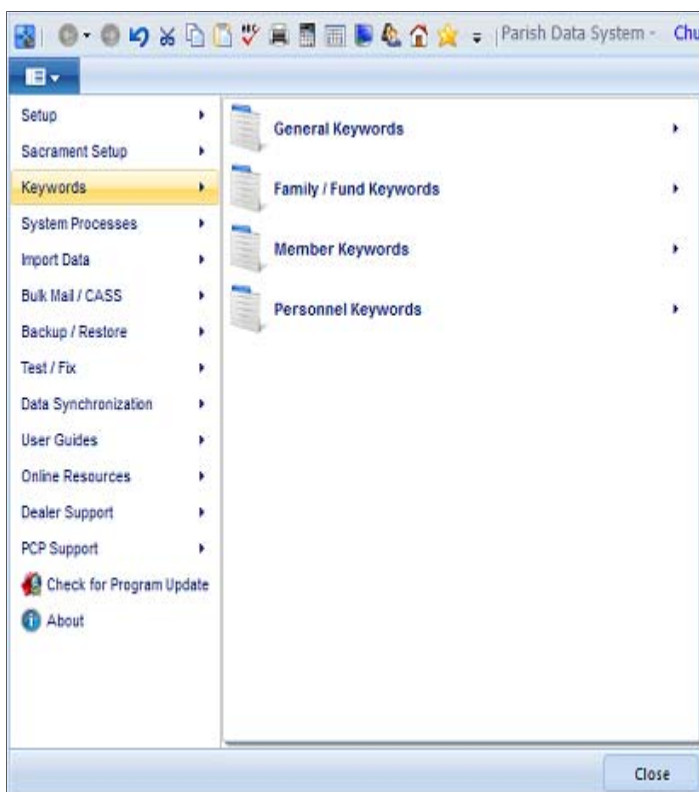 Parish Data System - Chu
Setup
Sacrament Setup
Keywords
System Processes
Import Data
Bulk Mail / CASS
Backup / Restore
Test / Fix
Data Synchronization
User Guides
Online Resources
Dealer Support
PCP Support
Check for Program Update
About
General Keywords
Family / Fund Keywords
Member Keywords
Personnel Keywords
Close